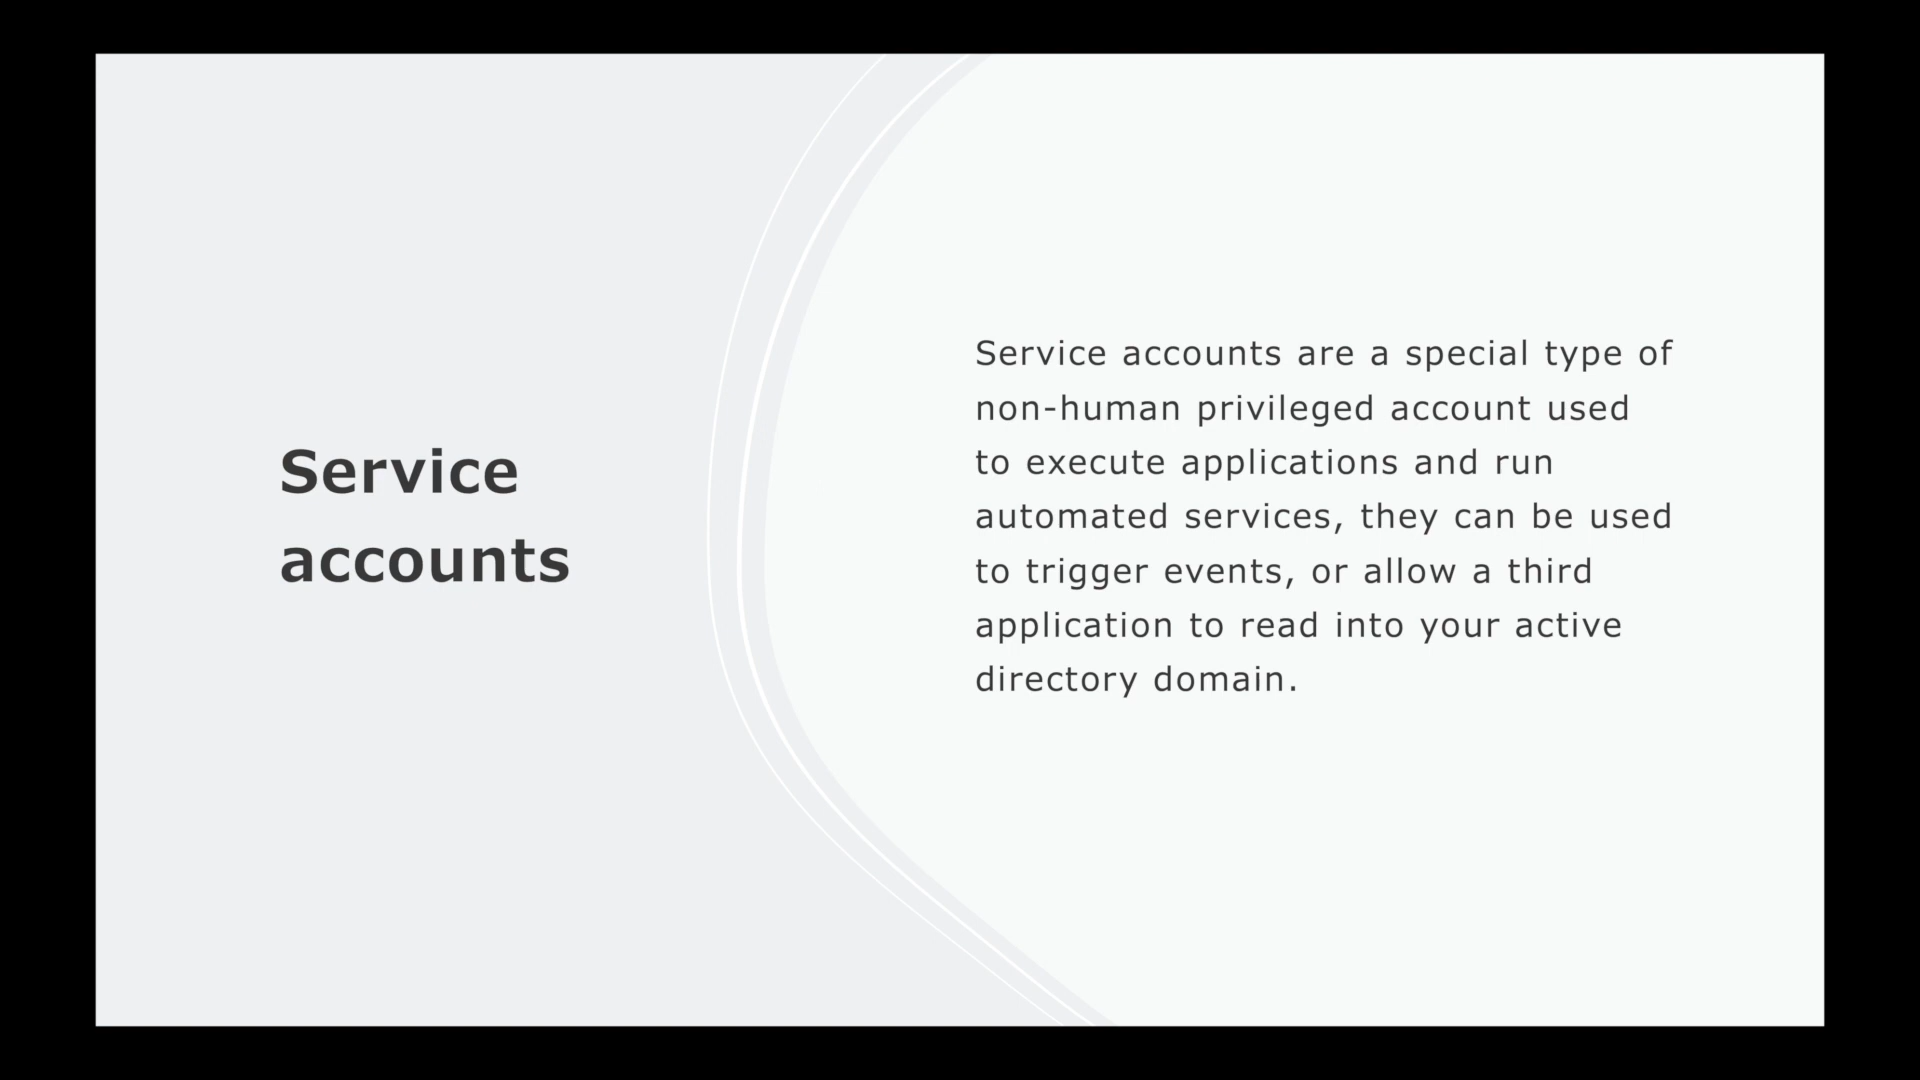 Service
accounts
Service accounts are a special type of
non-human privileged account used
to execute applications and run
automated services, they can be used
to trigger events, or allow a third
application to read into your active
directory domain.